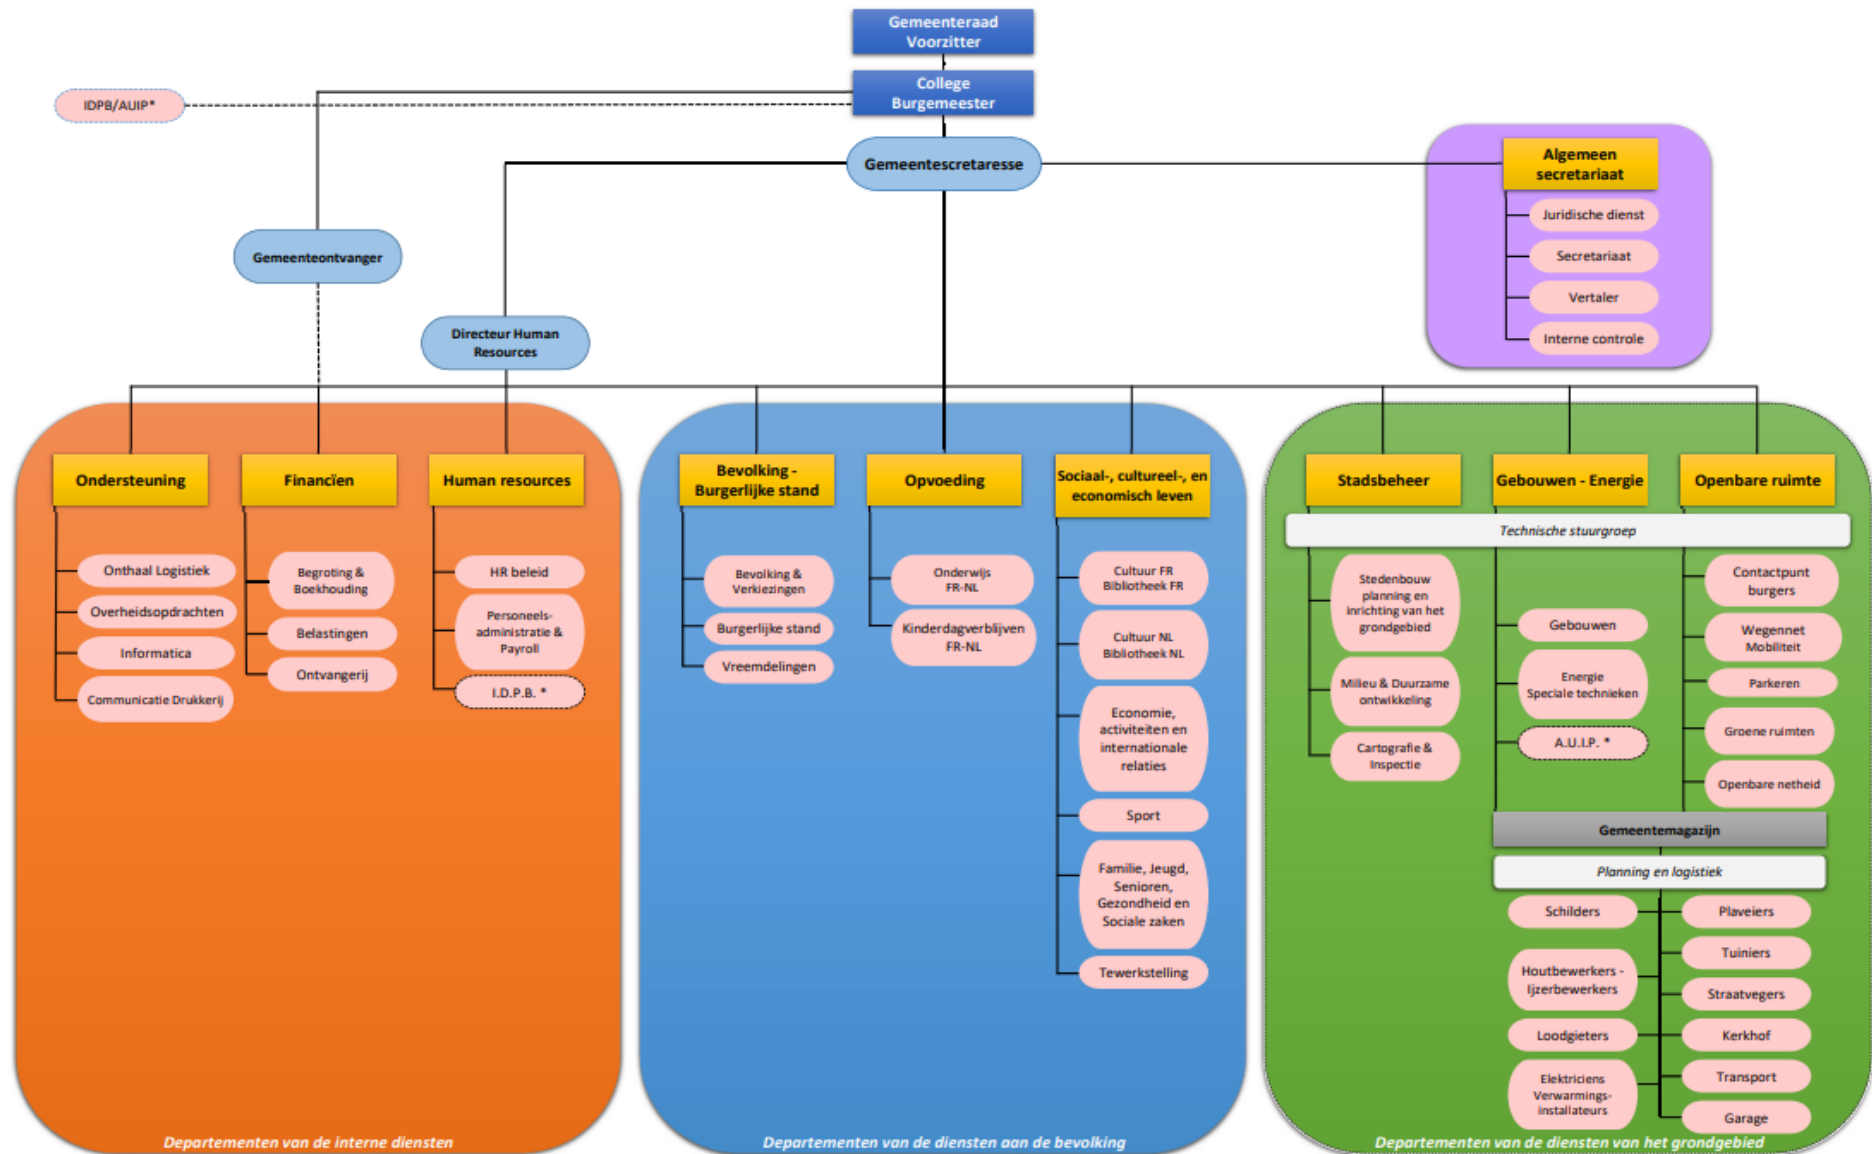 Gemeenteraad
Voorzitter
College
Burgemeester
IDPB/AUIP*
Gemeentescretaresse
Algemeen
secretariaat
Juridische dienst
Secretariaat
Vertaler
Interne controle
Gemeenteontvanger
Directeur Human
Resources
Ondersteuning
Onthaal Logistiek
Overheidsopdrachten
Informatica
Communicatie Drukkerij
Financïen
Begroting &
Boekhouding
Belastingen
Ontvangerij
Human resources
HR beleid
Personeels-
administratie &
Payroll
I.D.P.B. *
Departementen van de interne diensten
Bevolking -
Burgerlijke stand
Bevolking &
Verkiezingen
Burgerlijke stand
Vreemdelingen
Opvoeding
Onderwijs
FR-NL
Kinderdagverblijven
FR-NL
Sociaal-, cultureel-, en
economisch leven
Cultuur FR
Bibliotheek FR
Cultuur NL
Bibliotheek NL
Economie,
activiteiten en
internationale
relaties
Sport
Familie, Jeugd,
Senioren,
Gezondheid en
Sociale zaken
Tewerkstelling
Departementen van de diensten aan de bevolking
Stadsbeheer
Gebouwen - Energie
Openbare ruimte
Technische stuurgroep
Stedenbouw
planning en
inrichting van het
grondgebied
Milieu & Duurzame
ontwikkeling
Cartografie &
Inspectie
Gebouwen
Energie
Speciale technieken
A.U.I.P. *
Contactpunt
burgers
Wegennet
Mobiliteit
Parkeren
Groene ruimten
Openbare netheid
Gemeentemagazijn
Planning en logistiek
Schilders
Houtbewerkers -
Ijzerbewerkers
Loodgieters
Elektriciens
Verwarmings-
installateurs
Plaveiers
Tuiniers
Straatvegers
Kerkhof
Transport
Garage
Departementen van de diensten van het grondgebied